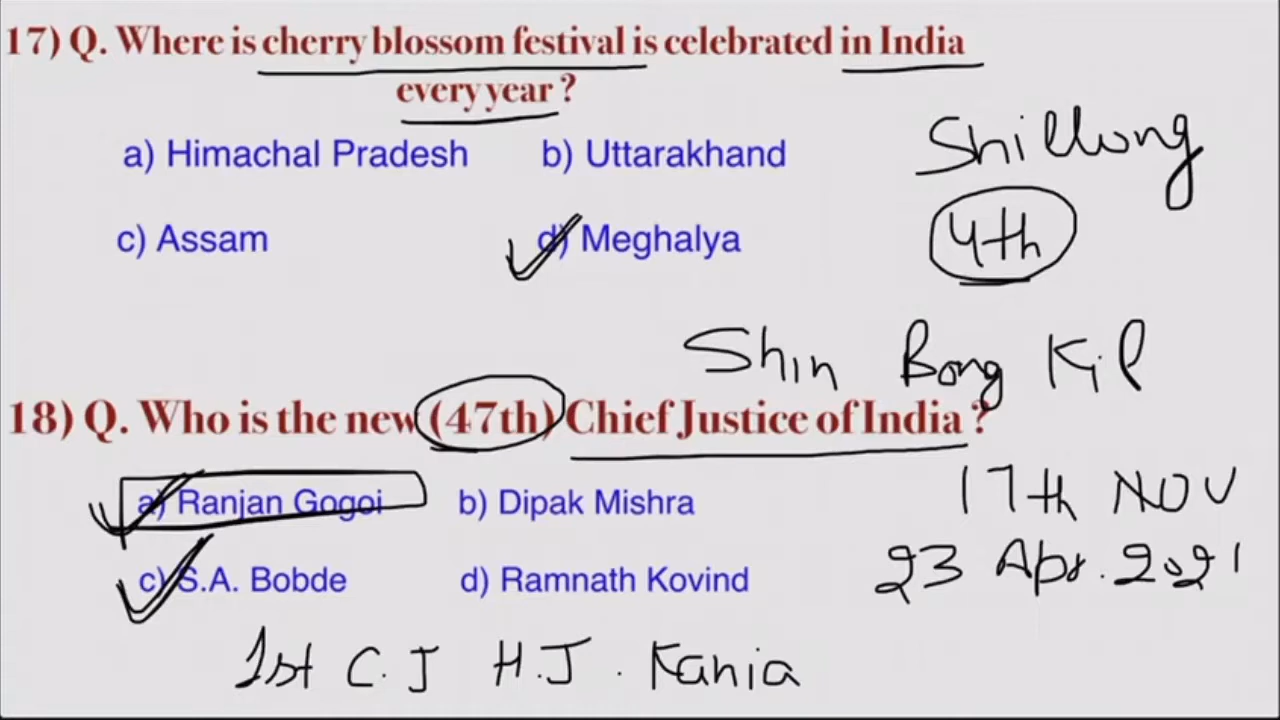 17) Q. Where is cherry blossom festival is celebrated in India
every year ?
a) Himachal Pradesh b) Uttarakhand
Shillong
c) Assam d) Meghalya
4th
Shin Bong Kil
18) Q. Who is the new (47th) Chief Justice of India ?
a) Ranjan Gogoi b) Dipak Mishra
17th NOV
c) S.A. Bobde d) Ramnath Kovind
23 Apr. 2021
1st C.J H.J. Kania